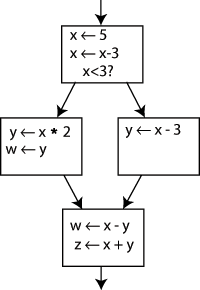 x ← 5
x ← x-3
x<3?
y ← x * 2
w ← y
y ← x - 3
w ← x - y
z ← x + y